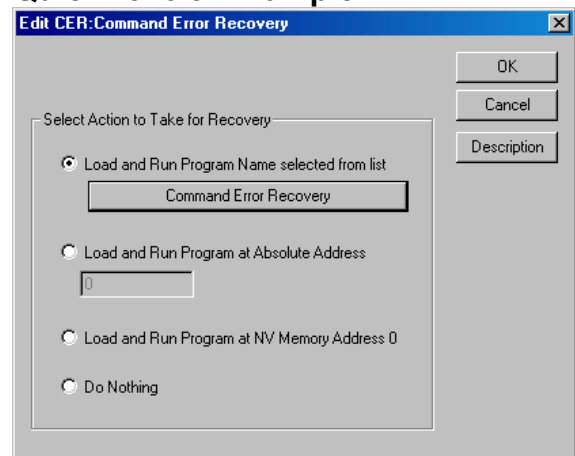 Edit CER:Command Error Recovery
OK
Cancel
Description
Select Action to Take for Recovery
Load and Run Program Name selected from list
Command Error Recovery
Load and Run Program at Absolute Address
0
Load and Run Program at NV Memory Address 0
Do Nothing